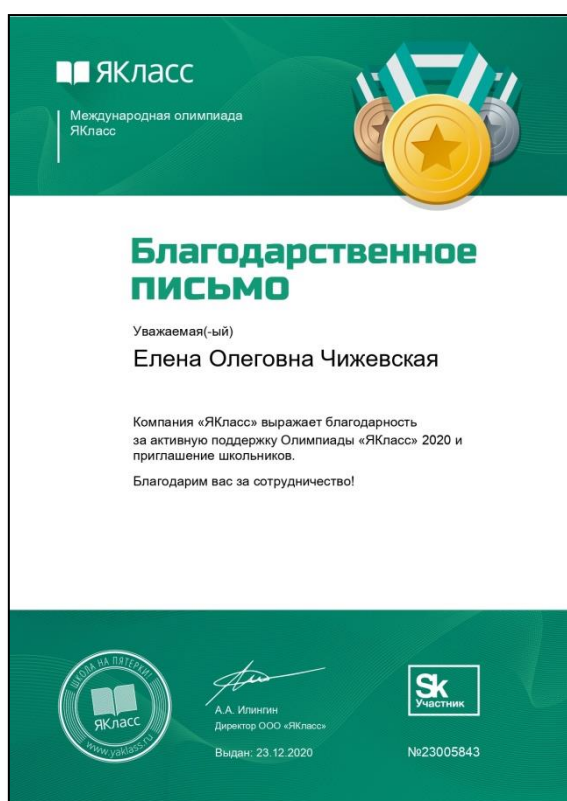 ЯКласс
Международная олимпиада
ЯКласс
Благодарственное
письмо
Уважаемая(-ый)
Елена Олеговна Чижевская
Компания «ЯКласс» выражает благодарность
за активную поддержку Олимпиады «ЯКласс» 2020 и
приглашение школьников.
Благодарим вас за сотрудничество!
ШКОЛА НА ПЯТЕРКИ!
ЯКласс
www.yaklass.ru
А.А. Илингин
Директор ООО «ЯКласс»
Выдан: 23.12.2020
Sk
Участник
№23005843